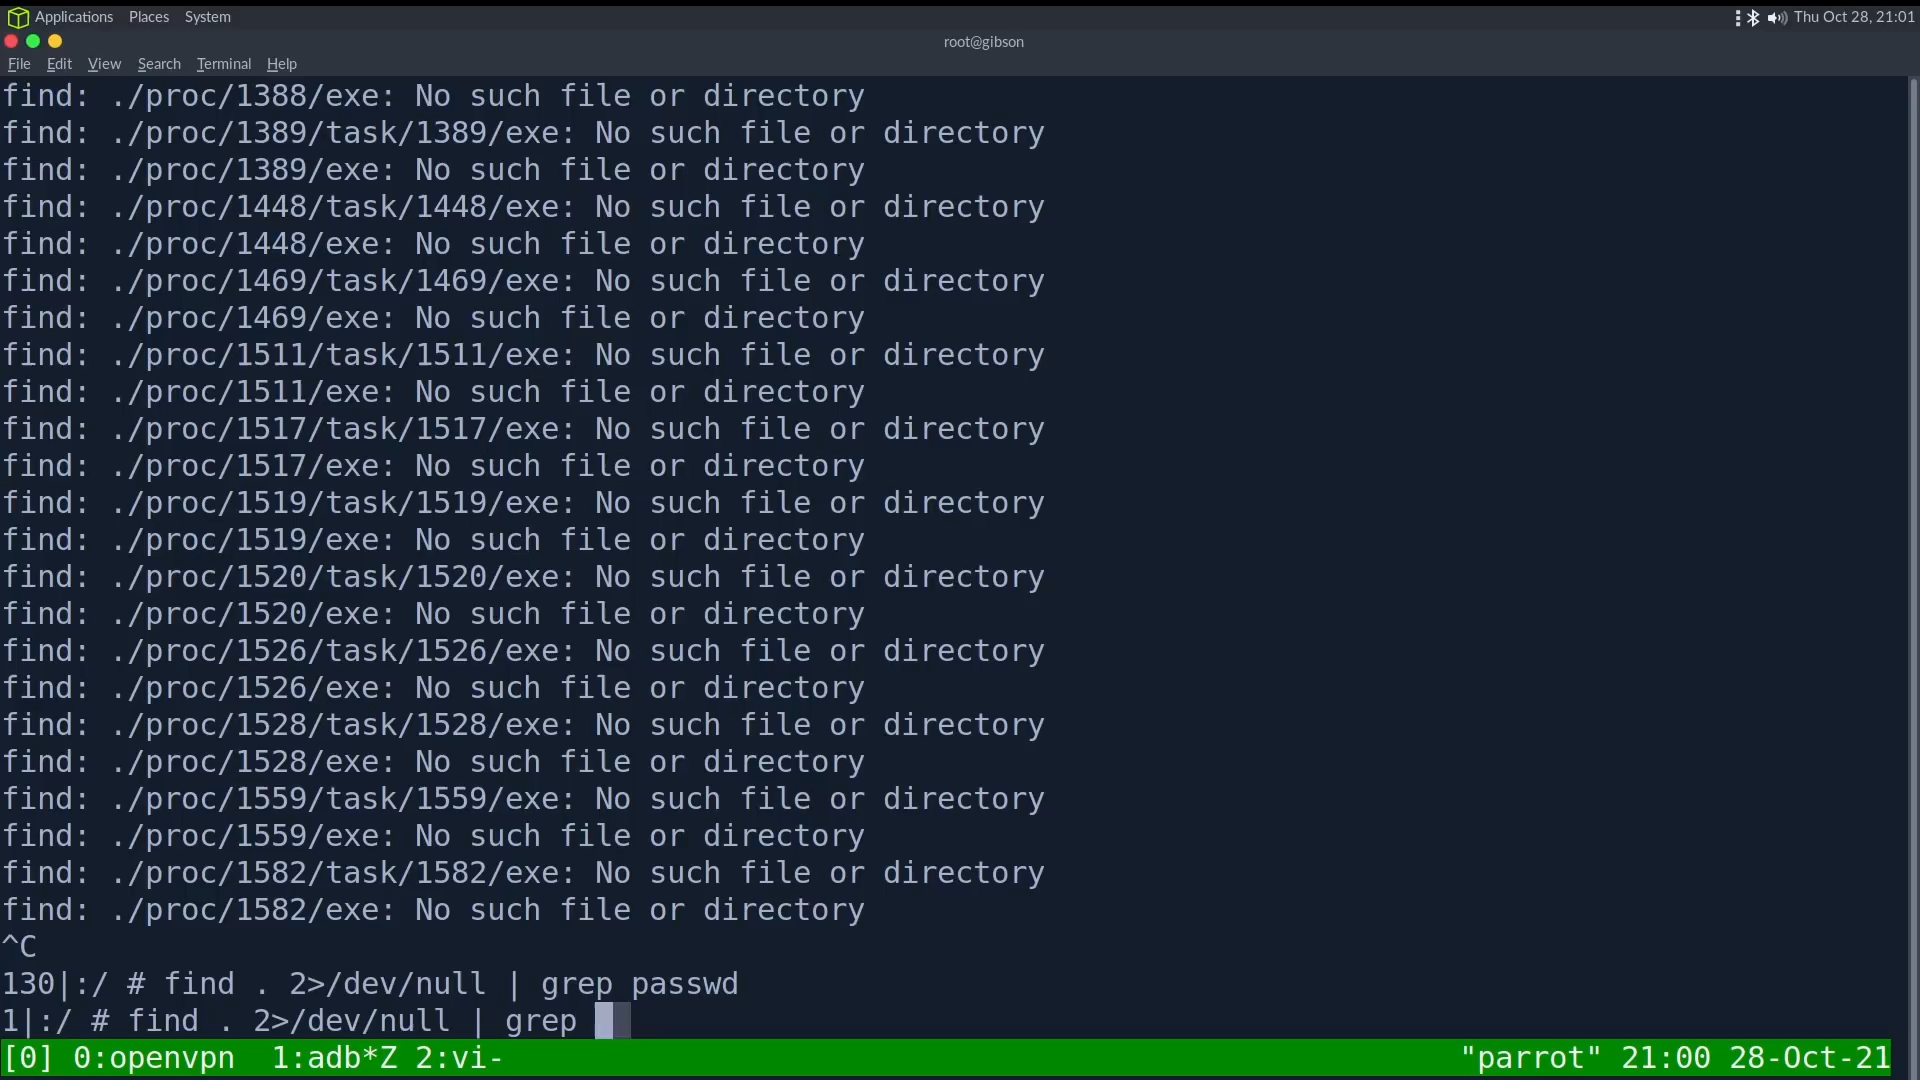 Applications Places System Thu Oct 28, 21:01
root@gibson
File Edit View Search Terminal Help
find: ./proc/1388/exe: No such file or directory
find: ./proc/1389/task/1389/exe: No such file or directory
find: ./proc/1389/exe: No such file or directory
find: ./proc/1448/task/1448/exe: No such file or directory
find: ./proc/1448/exe: No such file or directory
find: ./proc/1469/task/1469/exe: No such file or directory
find: ./proc/1469/exe: No such file or directory
find: ./proc/1511/task/1511/exe: No such file or directory
find: ./proc/1511/exe: No such file or directory
find: ./proc/1517/task/1517/exe: No such file or directory
find: ./proc/1517/exe: No such file or directory
find: ./proc/1519/task/1519/exe: No such file or directory
find: ./proc/1519/exe: No such file or directory
find: ./proc/1520/task/1520/exe: No such file or directory
find: ./proc/1520/exe: No such file or directory
find: ./proc/1526/task/1526/exe: No such file or directory
find: ./proc/1526/exe: No such file or directory
find: ./proc/1528/task/1528/exe: No such file or directory
find: ./proc/1528/exe: No such file or directory
find: ./proc/1559/task/1559/exe: No such file or directory
find: ./proc/1559/exe: No such file or directory
find: ./proc/1582/task/1582/exe: No such file or directory
find: ./proc/1582/exe: No such file or directory
^C
130|:/ # find . 2>/dev/null | grep passwd
1|:/ # find . 2>/dev/null | grep
[0] 0:openvpn  1:adb*Z 2:vi- "parrot" 21:00 28-Oct-21